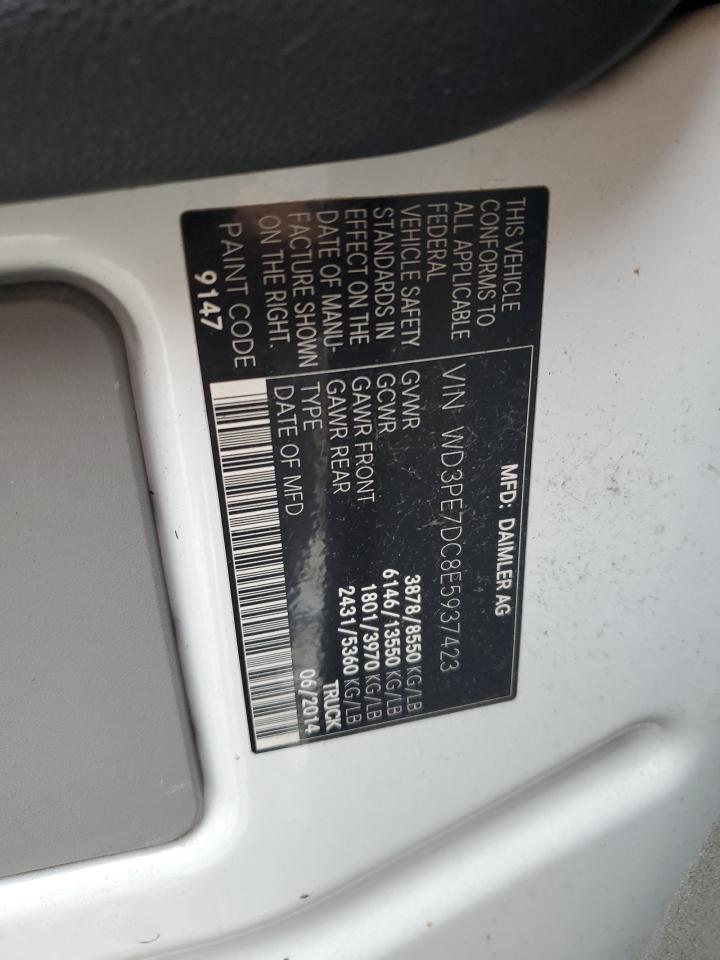 MFD: DAIMLER AG
VIN WD3PE7DC8E5937423
THIS VEHICLE
CONFORMS TO
ALL APPLICABLE
FEDERAL
VEHICLE SAFETY
STANDARDS IN
EFFECT ON THE
DATE OF MANU-
FACTURE SHOWN
ON THE RIGHT.
GVWR 3878/8550 KG/LB
GCWR 6146/13550 KG/LB
GAWR FRONT 1801/3970 KG/LB
GAWR REAR 2431/5360 KG/LB
TYPE TRUCK
DATE OF MFD 06/2014
PAINT CODE
9147